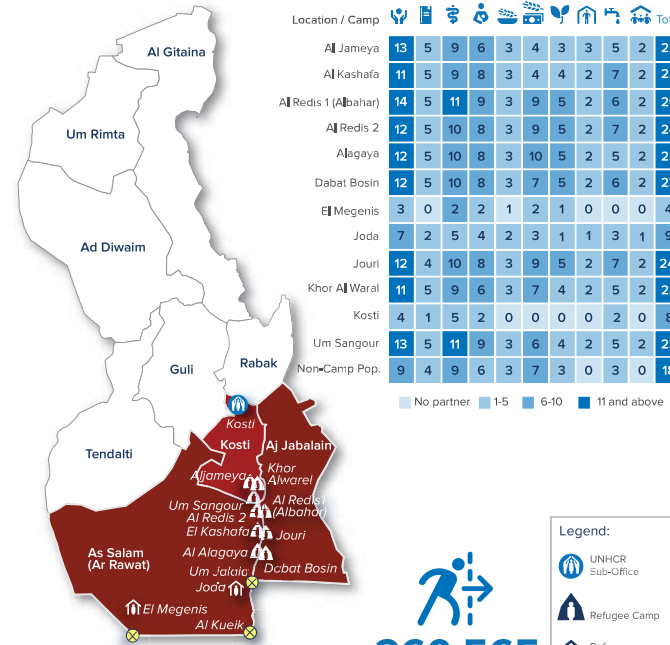 Location / Camp
Al Jameya 13 5 9 6 3 4 3 3 5 2
Al Kashafa 11 5 9 8 3 4 4 2 7 2
Al Redis 1 (Albahar) 14 5 11 9 3 9 5 2 6 2
Al Redis 2 12 5 10 8 3 9 5 2 7 2
Alagaya 12 5 10 8 3 10 5 2 5 2
Dabat Bosin 12 5 10 8 3 7 5 2 6 2
El Megenis 3 0 2 2 1 2 1 0 0 0
Joda 7 2 5 4 2 3 1 1 3 1
Jouri 12 4 10 8 3 9 5 2 7 2 24
Khor Al Waral 11 5 9 6 3 7 4 2 5 2
Kosti 4 1 5 2 0 0 0 0 2 0
Um Sangour 13 5 11 9 3 6 4 2 5 2
Non-Camp Pop. 9 4 9 6 3 7 3 0 3 0
No partner 1-5 6-10 11 and above
Al Gitaina
Um Rimta
Ad Diwaim
Guli
Rabak
Tendalti
Kosti
Kosti
Aj Jabalain
Aljameya
Khor
Alwarel
Um Sangour
Al Redis1
(Albahar)
Al Redis 2
El Kashafa
Jouri
As Salam
(Ar Rawat)
Al Alagaya
Dabat Bosin
Um Jalala
Joda
El Megenis
Al Kueik
Legend:
UNHCR
Sub-Office
Refugee Camp